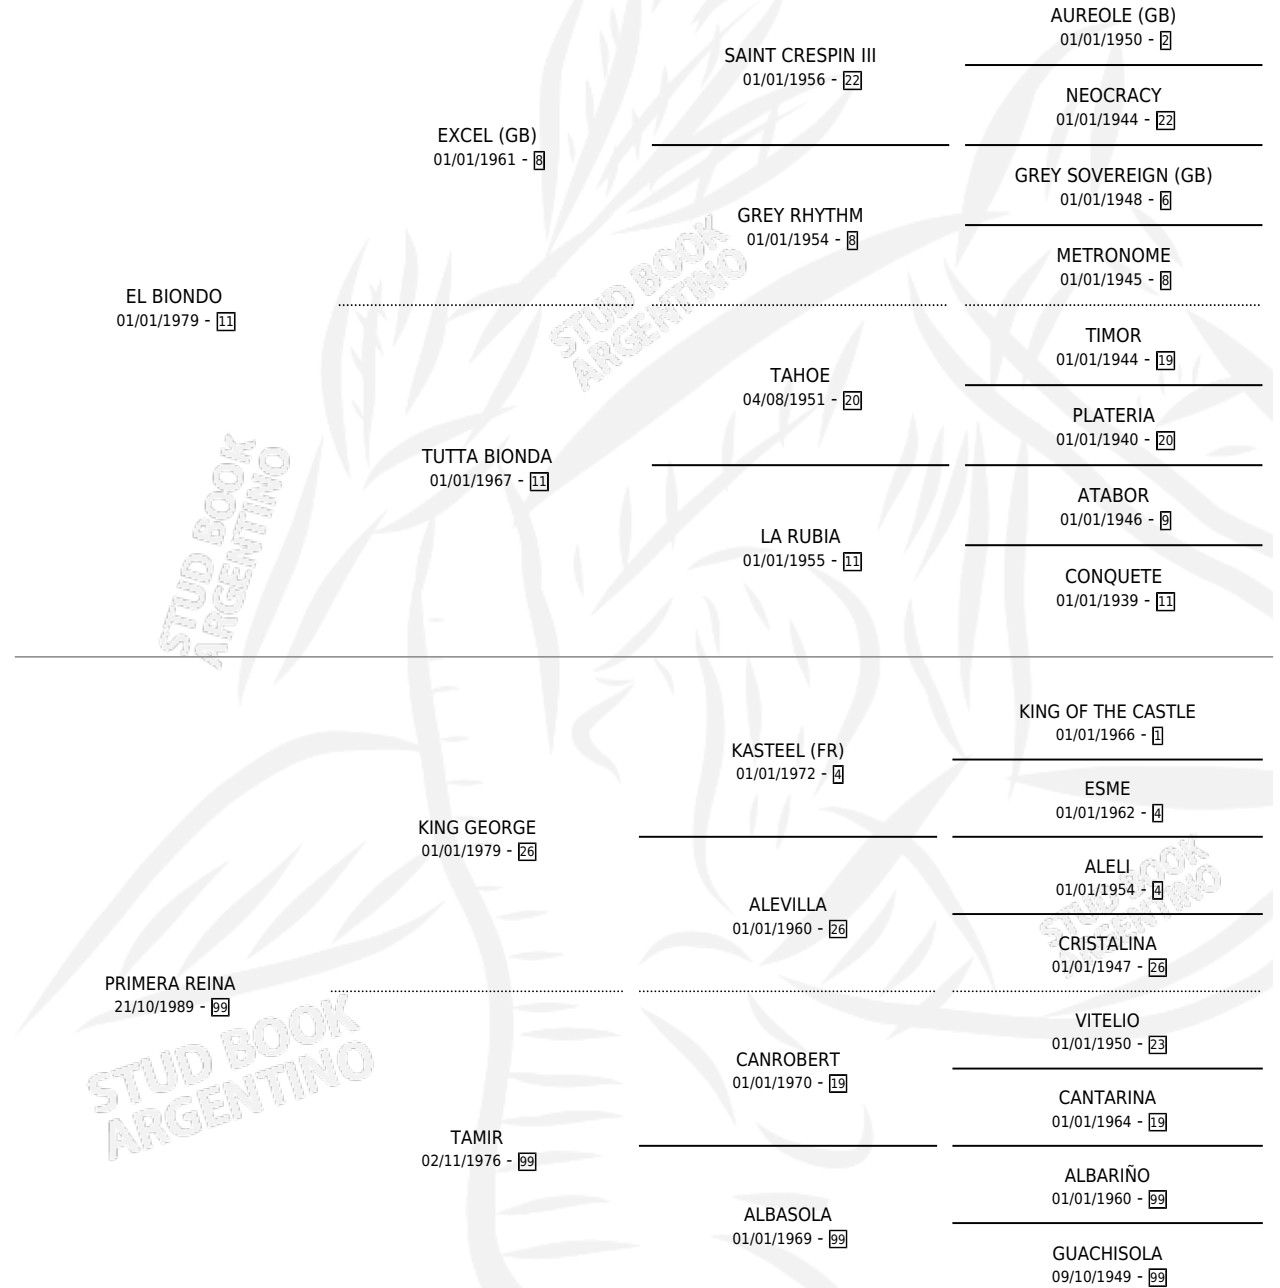 AUREOLE (GB)
01/01/1950 - 2
SAINT CRESPIN III
01/01/1956 - 22
NEOCRACY
01/01/1944 - 22
EXCEL (GB)
01/01/1961 - 8
GREY SOVEREIGN (GB)
01/01/1948 - 6
GREY RHYTHM
01/01/1954 - 8
METRONOME
01/01/1945 - 8
EL BIONDO
01/01/1979 - 11
TIMOR
01/01/1944 - 19
TAHOE
04/08/1951 - 20
PLATERIA
01/01/1940 - 20
TUTTA BIONDA
01/01/1967 - 11
ATABOR
01/01/1946 - 9
LA RUBIA
01/01/1955 - 11
CONQUETE
01/01/1939 - 11
KING OF THE CASTLE
01/01/1966 - 1
KASTEEL (FR)
01/01/1972 - 4
ESME
01/01/1962 - 4
KING GEORGE
01/01/1979 - 26
ALELI
01/01/1954 - 4
ALEVILLA
01/01/1960 - 26
CRISTALINA
01/01/1947 - 26
PRIMERA REINA
21/10/1989 - 99
VITELIO
01/01/1950 - 23
CANROBERT
01/01/1970 - 19
CANTARINA
01/01/1964 - 19
TAMIR
02/11/1976 - 99
ALBARIÑO
01/01/1960 - 99
ALBASOLA
01/01/1969 - 99
GUACHISOLA
09/10/1949 - 99
STUD BOOK
ARGENTINO
STUD BOOK
ARGENTINO
STUD BOOK
ARGENTINO
STUD BOOK
ARGENTINO